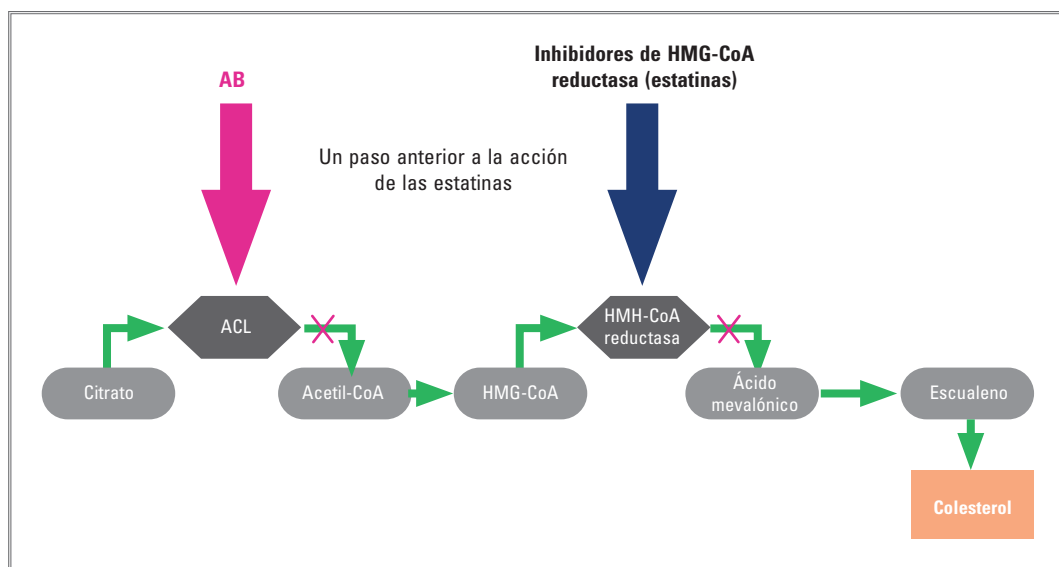 AB
Inhibidores de HMG-CoA
reductasa (estatinas)
Un paso anterior a la acción
de las estatinas
ACL
HMH-CoA
reductasa
Citrato
Acetil-CoA
HMG-CoA
Ácido
mevalónico
Escualeno
Colesterol